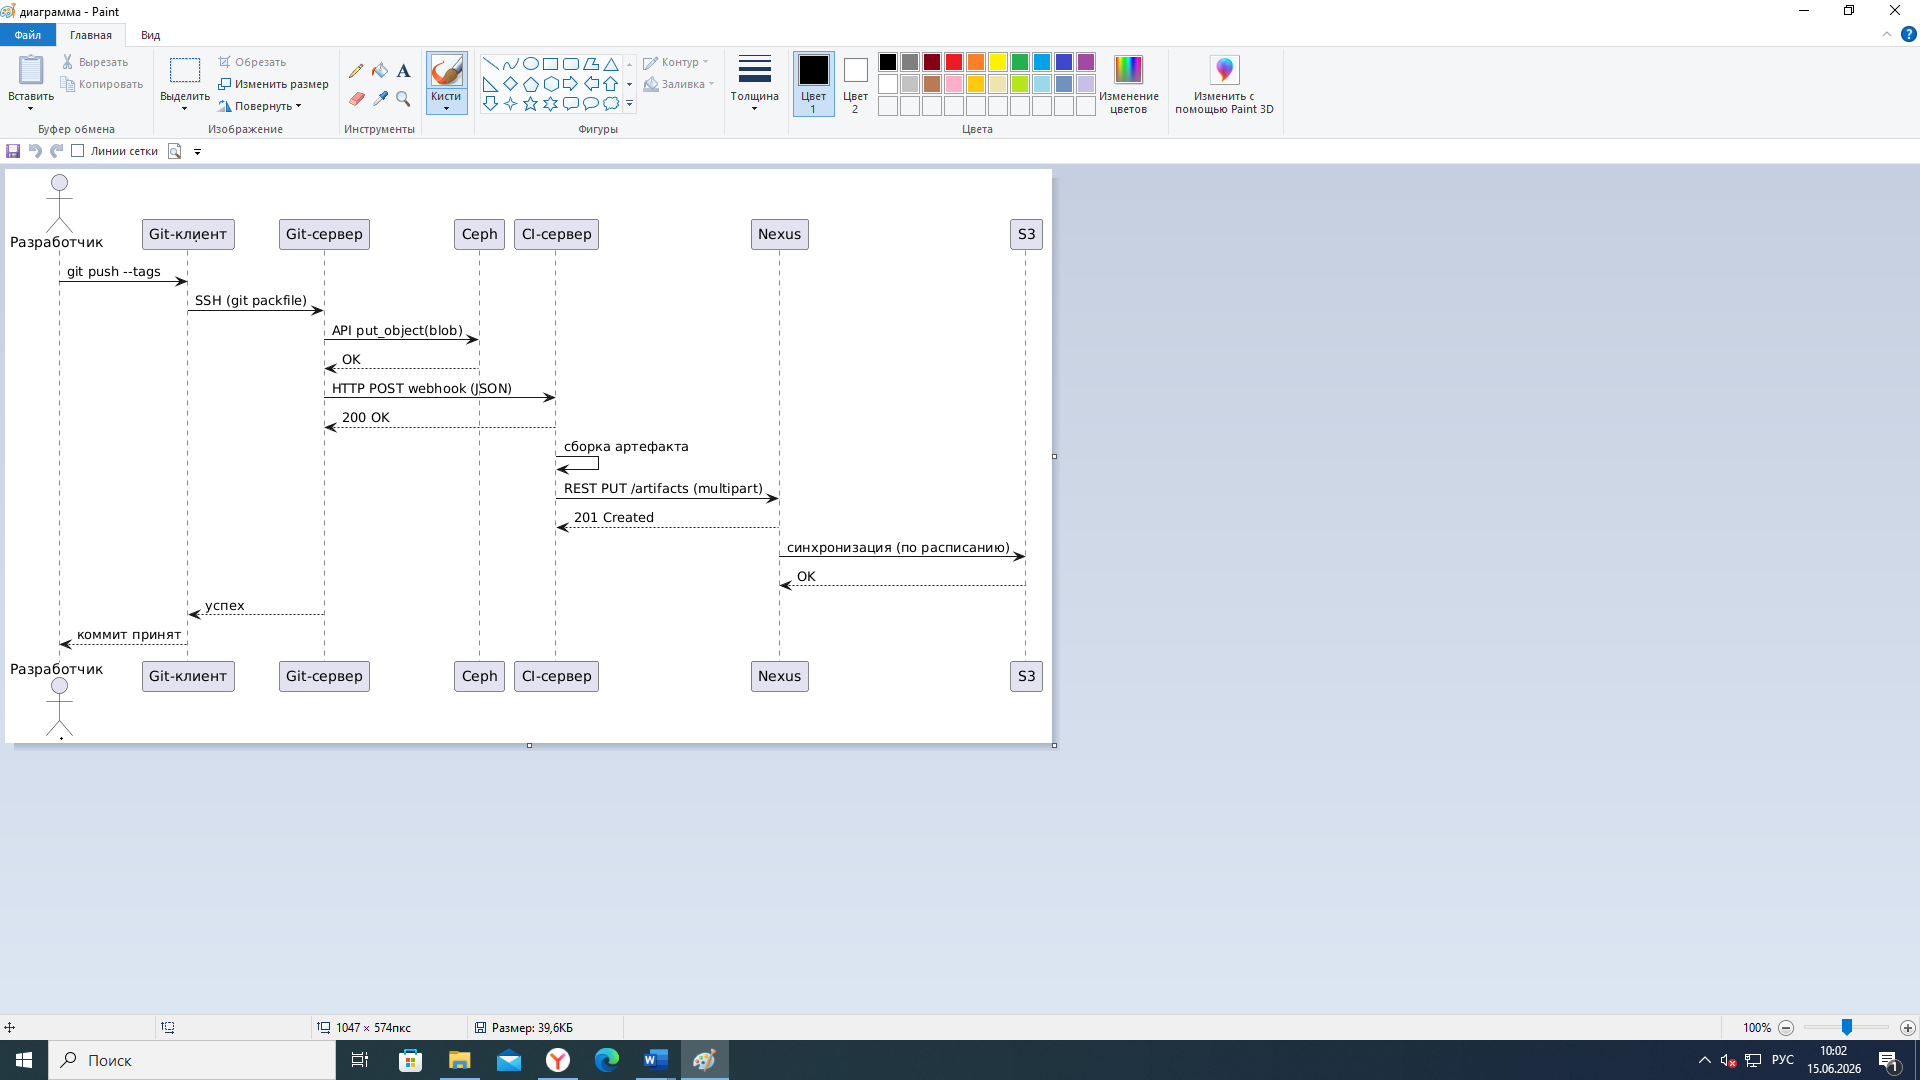 диаграмма - Paint
Файл
Главная
Вид
Вставить
Вырезать
Копировать
Буфер обмена
Выделить
Обрезать
Изменить размер
Повернуть
Изображение
Инструменты
Кисти
Фигуры
Контур
Заливка
Толщина
Цвет 1
Цвет 2
Цвета
Изменение цветов
Изменить с помощью Paint 3D
Линии сетки
Разработчик
Git-клиент
Git-сервер
Ceph
CI-сервер
Nexus
S3
git push --tags
SSH (git packfile)
API put_object(blob)
OK
HTTP POST webhook (JSON)
200 OK
сборка артефакта
REST PUT /artifacts (multipart)
201 Created
синхронизация (по расписанию)
OK
успех
коммит принят
Разработчик
Git-клиент
Git-сервер
Ceph
CI-сервер
Nexus
S3
1047 × 574пкс
Размер: 39,6КБ
100%
Поиск
РУС
10:02
15.06.2026
1